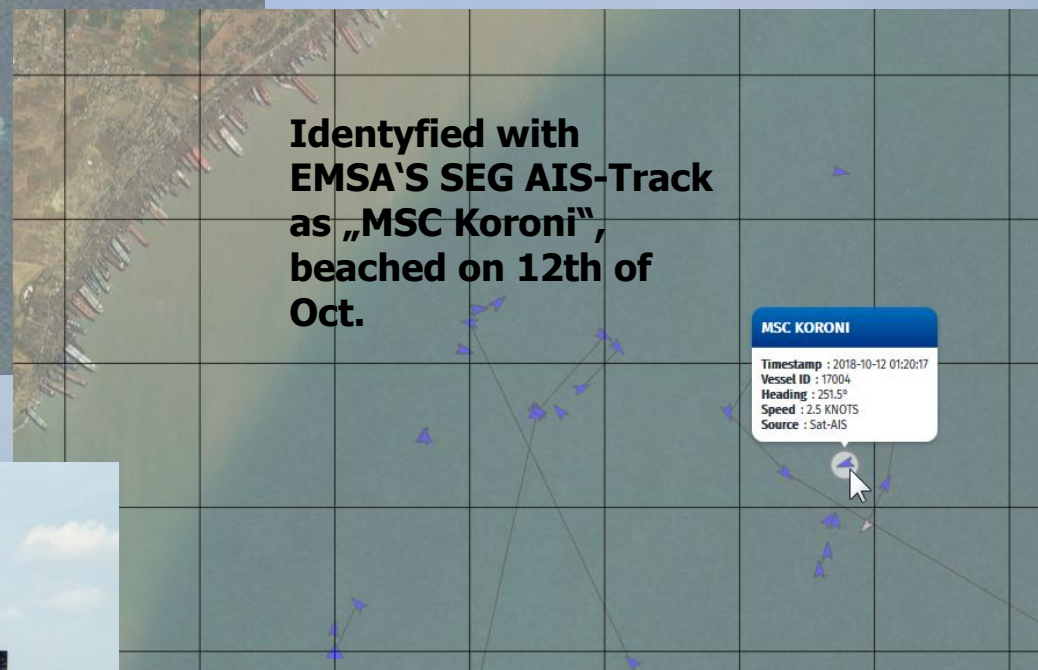 Identyfied with
EMSA‘S SEG AIS-Track
as „MSC Koroni“,
beached on 12th of
Oct.
MSC KORONI
Timestamp : 2018-10-12 01:20:17
Vessel ID : 17004
Heading : 251.5°
Speed : 2.5 KNOTS
Source : Sat-AIS